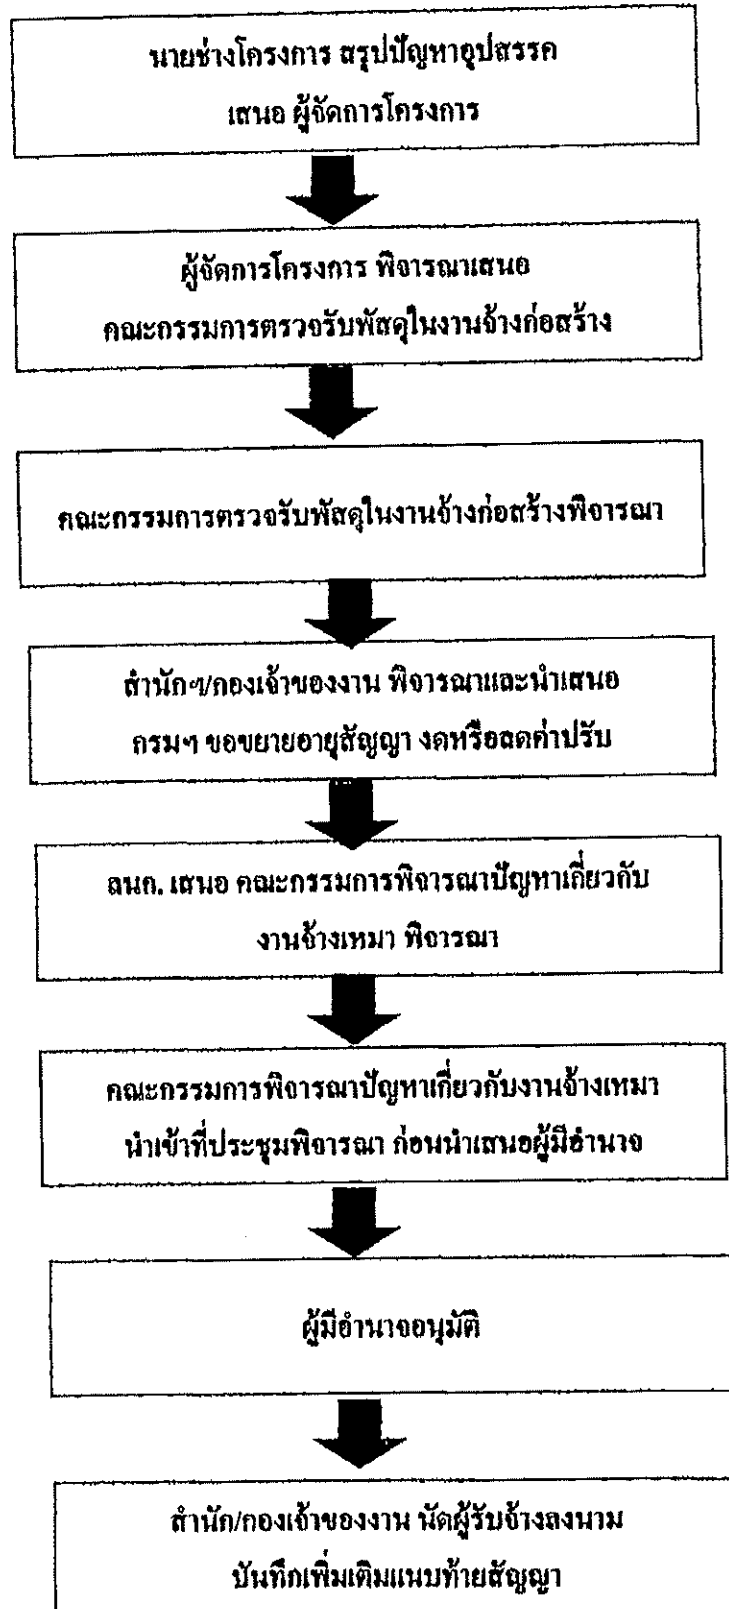 นายช่างโครงการ สรุปปัญหาอุปสรรค
เสนอ ผู้จัดการโครงการ
ผู้จัดการโครงการ พิจารณาเสนอ
คณะกรรมการตรวจรับพัสดุในงานจ้างก่อสร้าง
คณะกรรมการตรวจรับพัสดุในงานจ้างก่อสร้างพิจารณา
สำนักฯ/กองเจ้าของงาน พิจารณาและนำเสนอ
กรมฯ ขอขยายอายุสัญญา งดหรือลดค่าปรับ
ลนก. เสนอ คณะกรรมการพิจารณาปัญหาเกี่ยวกับ
งานจ้างเหมา พิจารณา
คณะกรรมการพิจารณาปัญหาเกี่ยวกับงานจ้างเหมา
นำเข้าที่ประชุมพิจารณา ก่อนนำเสนอผู้มีอำนาจ
ผู้มีอำนาจอนุมัติ
สำนัก/กองเจ้าของงาน นัดผู้รับจ้างลงนาม
บันทึกเพิ่มเติมแนบท้ายสัญญา